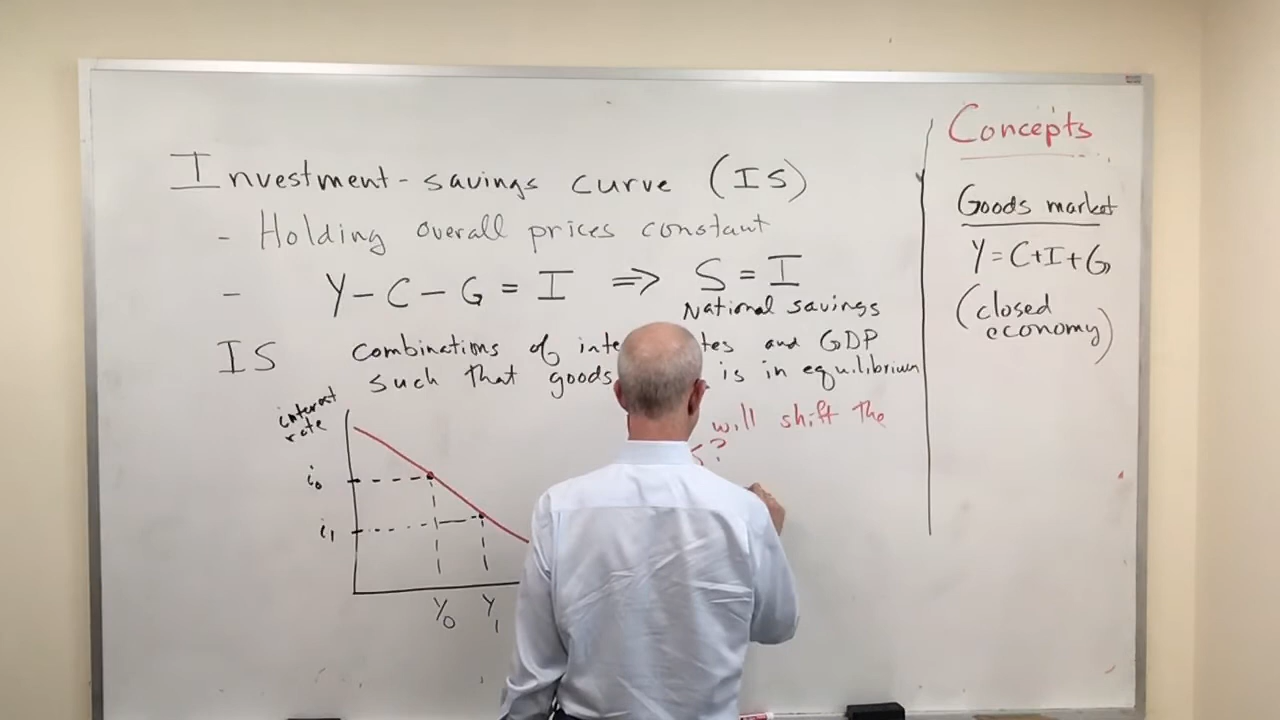 Investment-savings curve (IS)
- Holding overall prices constant
- Y-C-G=I => S=I
National savings
IS combinations of inte tes and GDP
such that goods is in equilibrium
will shift the
?
interest
rate
i0
i1
Y0 Y1
Concepts
Goods market
Y=C+I+G
(closed
economy)